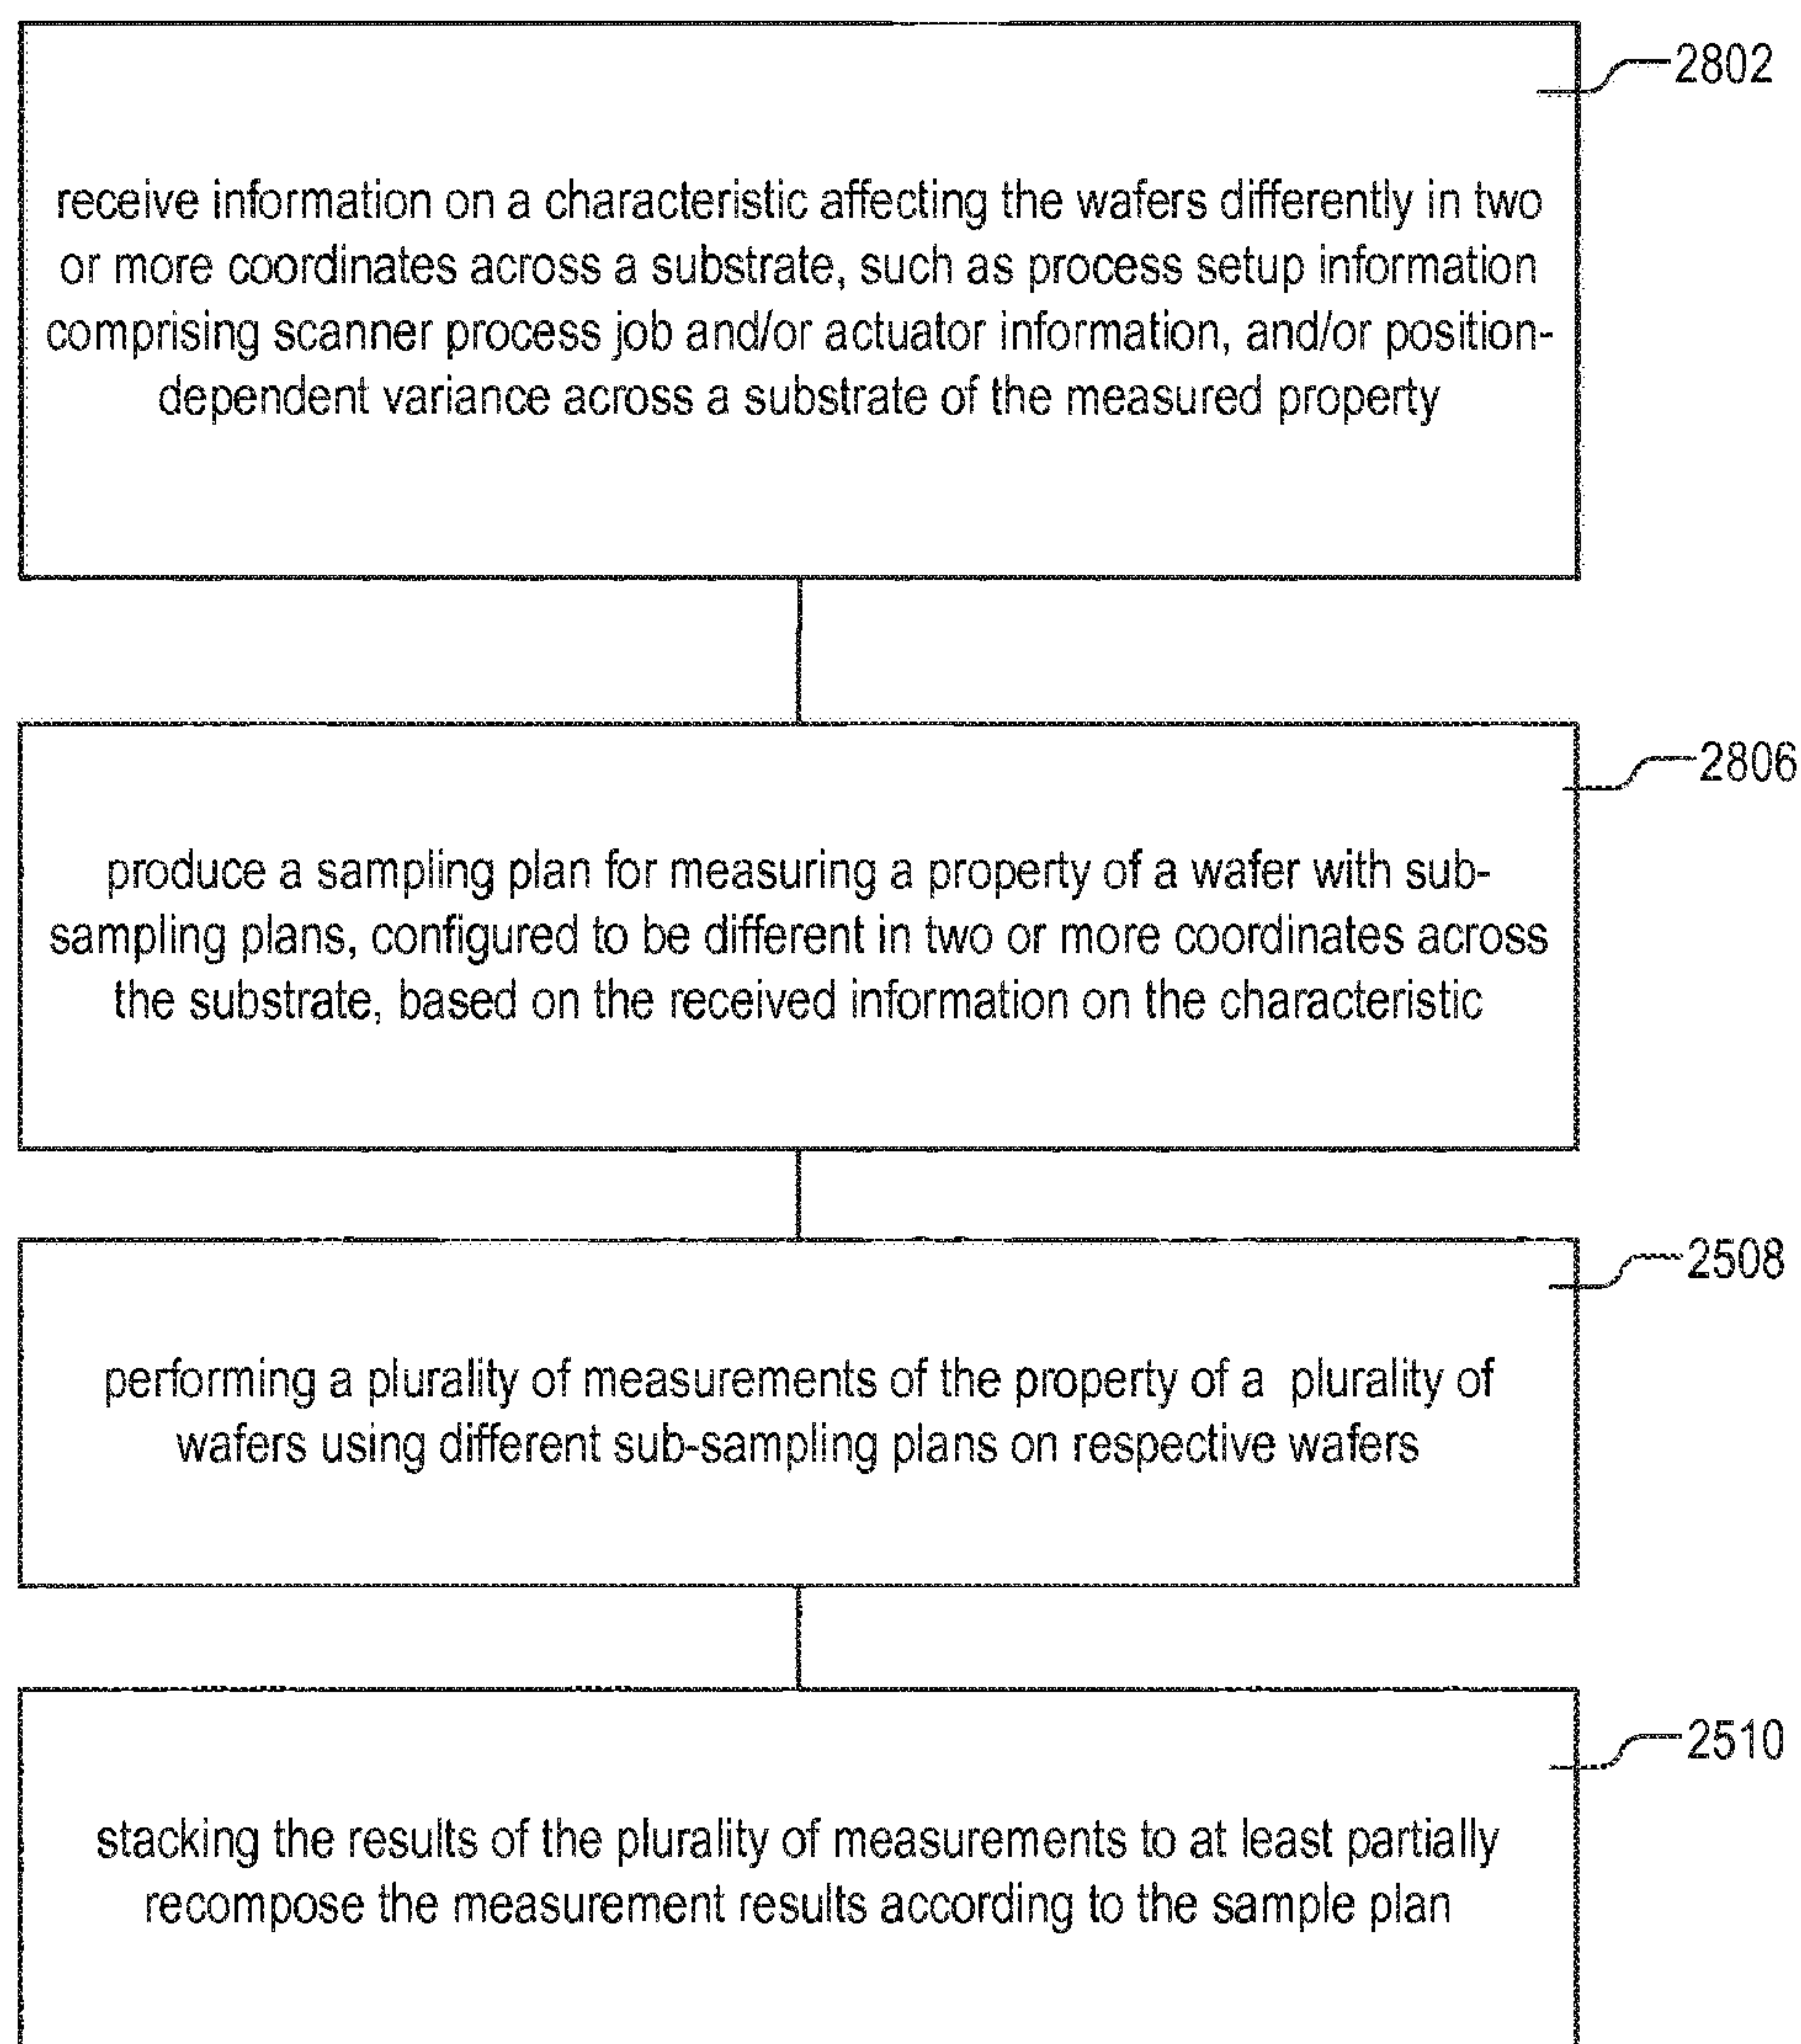 2802
receive information on a characteristic affecting the wafers differently in two
or more coordinates across a substrate, such as process setup information
comprising scanner process job and/or actuator information, and/or position-
dependent variance across a substrate of the measured property
2806
produce a sampling plan for measuring a property of a wafer with sub-
sampling plans, configured to be different in two or more coordinates across
the substrate, based on the received information on the characteristic
2508
performing a plurality of measurements of the property of a plurality of
wafers using different sub-sampling plans on respective wafers
2510
stacking the results of the plurality of measurements to at least partially
recompose the measurement results according to the sample plan